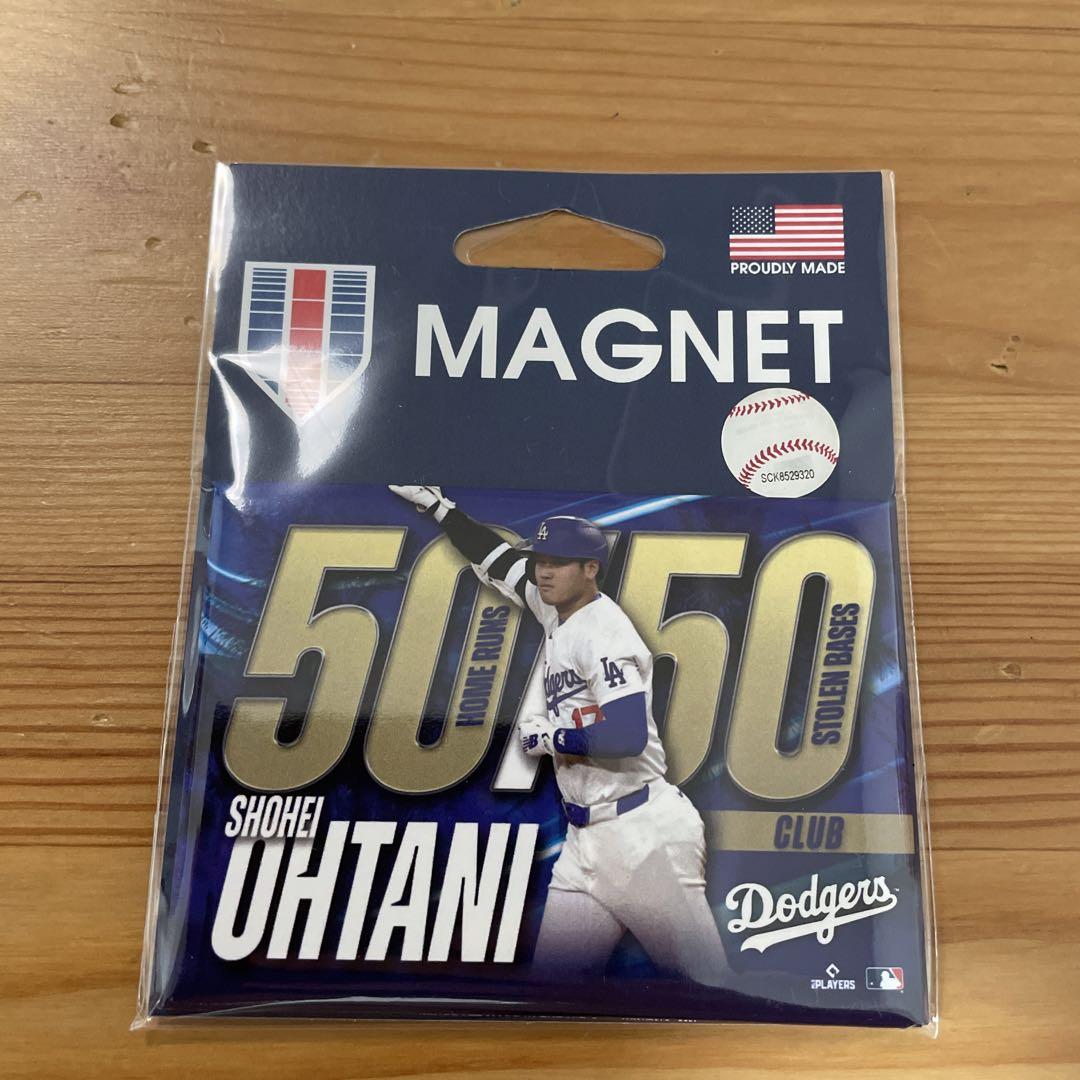 PROUDLY MADE
MAGNET
SCK8529320
50/50
HOME RUNS
STOLEN BASES
LA
LA
Dodgers
17
SHOHEI
OHTANI
CLUB
Dodgers
PLAYERS